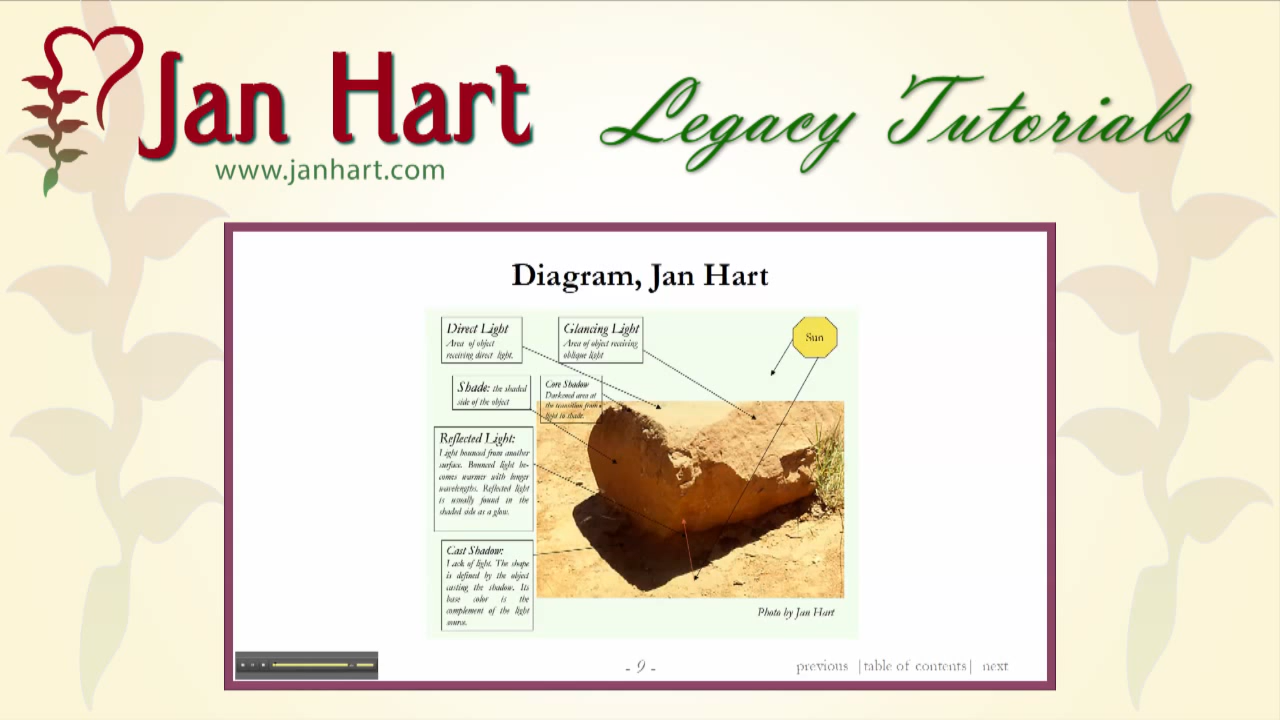 Jan Hart
www.janhart.com
Legacy Tutorials
Diagram, Jan Hart
Direct Light
Area of object
receiving direct light.
Glancing Light
Area of object receiving
oblique light
Sun
Shade: the shaded
side of the object
Core Shadow
Darkened area at
the transition from
light to shade.
Reflected Light:
Light bounced from another
surface. Bounced light be-
comes warmer with longer
wavelengths. Reflected light
is usually found in the
shaded side as a glow.
Cast Shadow:
Lack of light. The shape
is defined by the object
casting the shadow. Its
base color is the
complement of the light
source.
Photo by Jan Hart
- 9 -
previous |table of contents| next